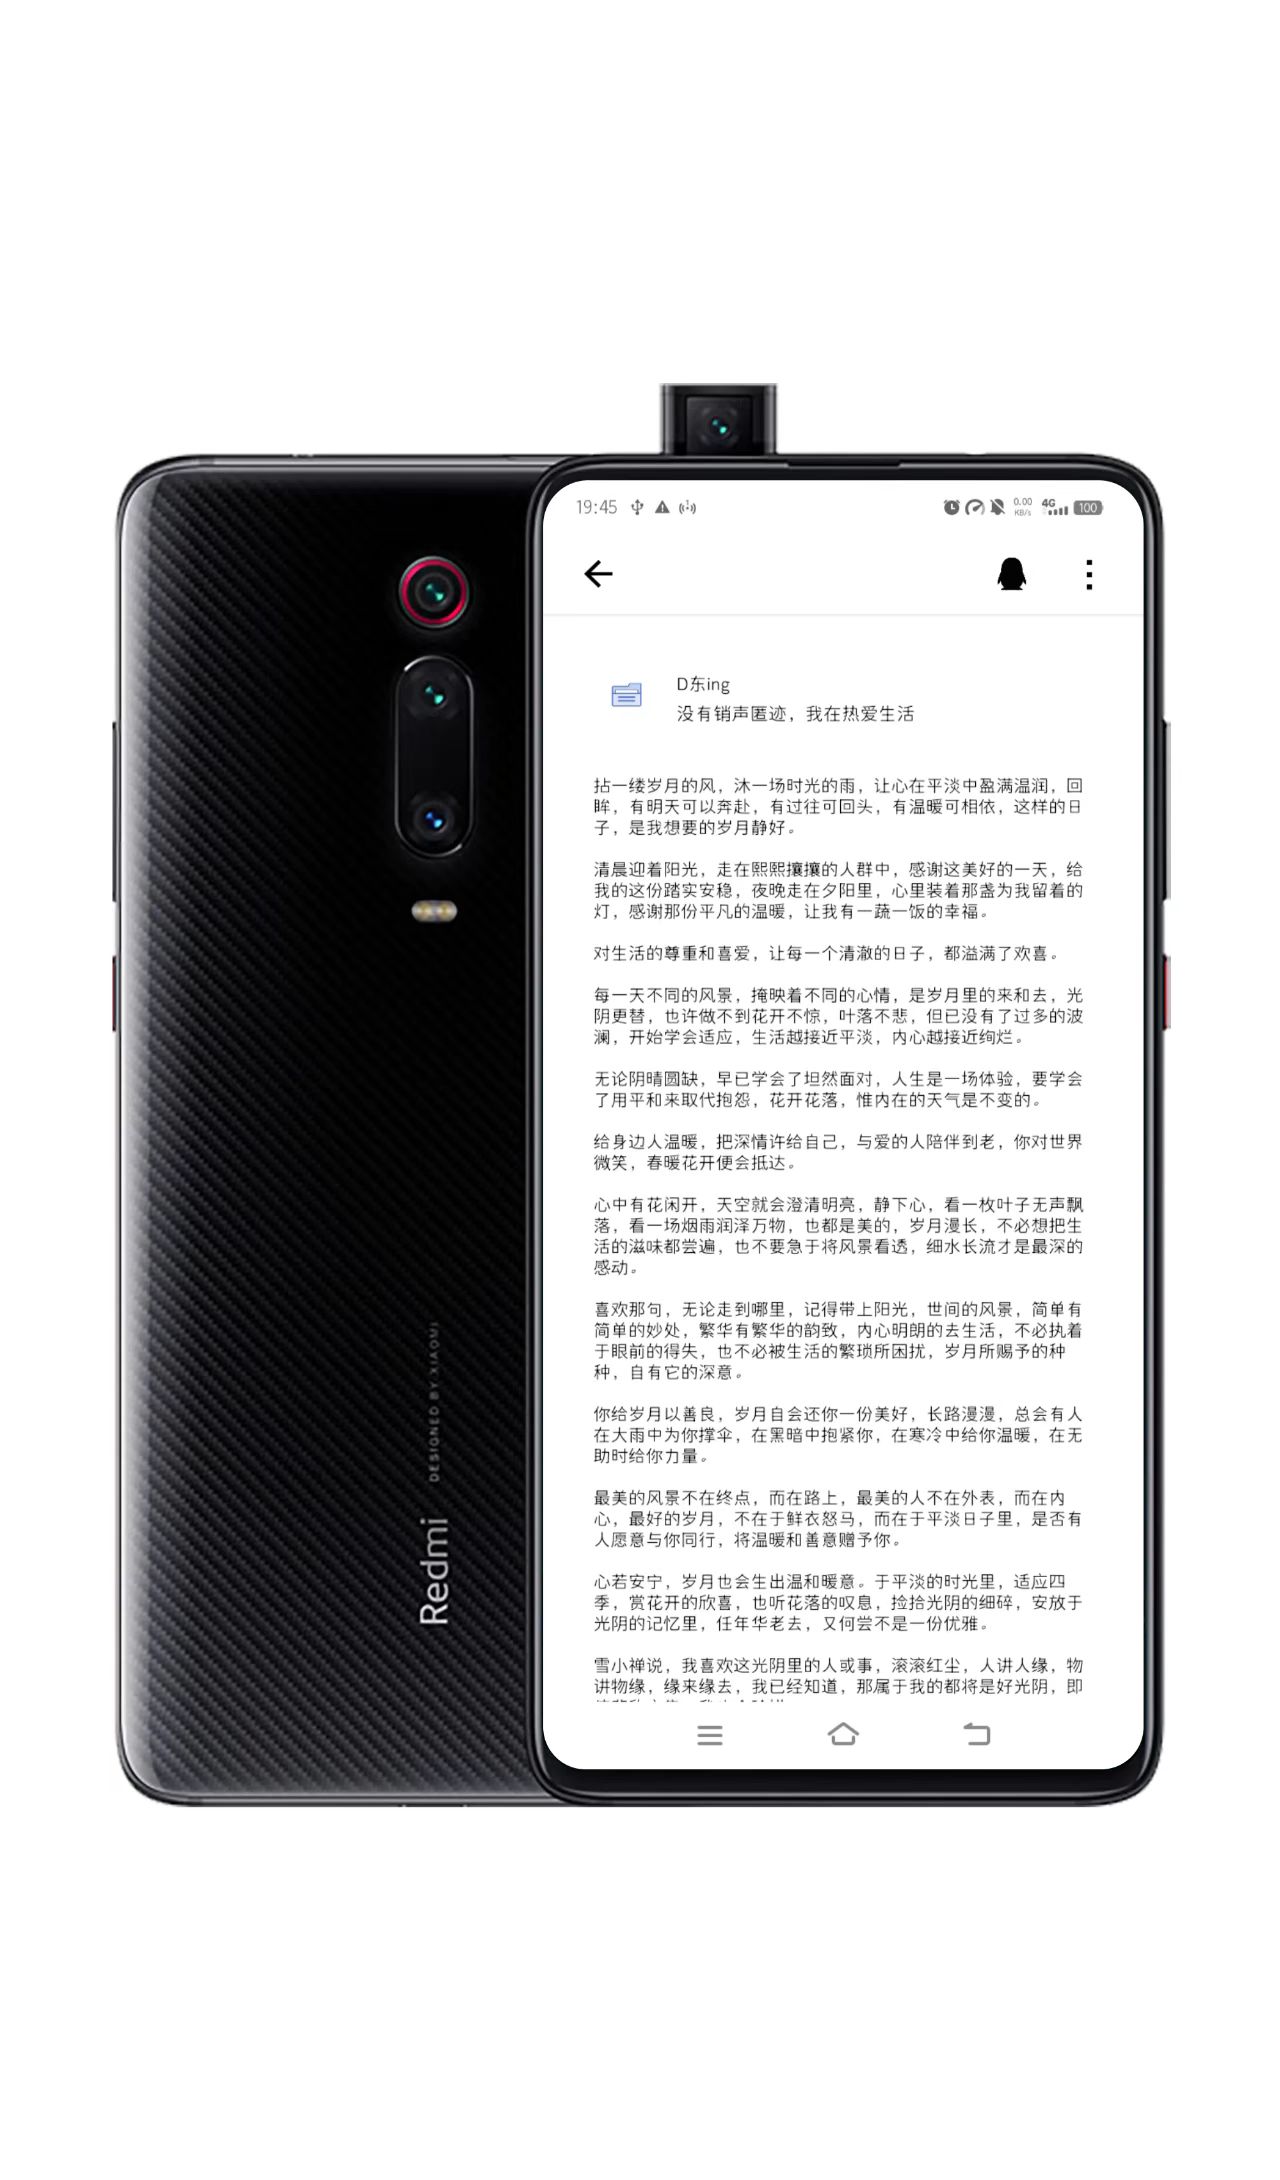 19:45
0.00
KB/s
4G
100
D东ing
没有销声匿迹，我在热爱生活
拈一缕岁月的风，沐一场时光的雨，让心在平淡中盈满温润，回
眸，有明天可以奔赴，有过往可回头，有温暖可相依，这样的日
子，是我想要的岁月静好。
清晨迎着阳光，走在熙熙攘攘的人群中，感谢这美好的一天，给
我的这份踏实安稳，夜晚走在夕阳里，心里装着那盏为我留着的
灯，感谢那份平凡的温暖，让我有一蔬一饭的幸福。
对生活的尊重和喜爱，让每一个清澈的日子，都溢满了欢喜。
每一天不同的风景，掩映着不同的心情，是岁月里的来和去，光
阴更替，也许做不到花开不惊，叶落不悲，但已没有了过多的波
澜，开始学会适应，生活越接近平淡，内心越接近绚烂。
无论阴晴圆缺，早已学会了坦然面对，人生是一场体验，要学会
了用平和来取代抱怨，花开花落，惟内在的天气是不变的。
给身边人温暖，把深情许给自己，与爱的人陪伴到老，你对世界
微笑，春暖花开便会抵达。
心中有花闲开，天空就会澄清明亮，静下心，看一枚叶子无声飘
落，看一场烟雨润泽万物，也都是美的，岁月漫长，不必想把生
活的滋味都尝遍，也不要急于将风景看透，细水长流才是最深的
感动。
喜欢那句，无论走到哪里，记得带上阳光，世间的风景，简单有
简单的妙处，繁华有繁华的韵致，内心明朗的去生活，不必执着
于眼前的得失，也不必被生活的繁琐所困扰，岁月所赐予的种
种，自有它的深意。
你给岁月以善良，岁月自会还你一份美好，长路漫漫，总会有人
在大雨中为你撑伞，在黑暗中抱紧你，在寒冷中给你温暖，在无
助时给你力量。
最美的风景不在终点，而在路上，最美的人不在外表，而在内
心，最好的岁月，不在于鲜衣怒马，而在于平淡日子里，是否有
人愿意与你同行，将温暖和善意赠予你。
心若安宁，岁月也会生出温和暖意。于平淡的时光里，适应四
季，赏花开的欣喜，也听花落的叹息，捡拾光阴的细碎，安放于
光阴的记忆里，任年华老去，又何尝不是一份优雅。
雪小禅说，我喜欢这光阴里的人或事，滚滚红尘，人讲人缘，物
讲物缘，缘来缘去，我已经知道，那属于我的都将是好光阴，即
Redmi
DESIGNED BY XIAOMI